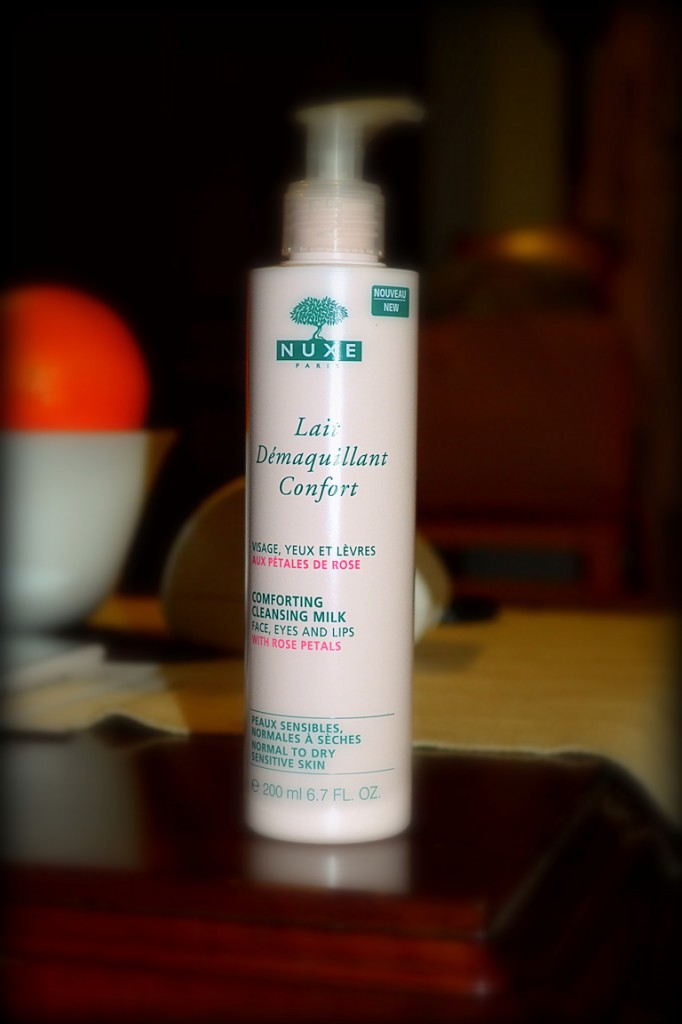 NOUVEAU
NEW
NUXE
PARIS
Lait
Démaquillant
Confort
VISAGE, YEUX ET LÈVRES
AUX PÉTALES DE ROSE
COMFORTING
CLEANSING MILK
FACE, EYES AND LIPS
WITH ROSE PETALS
PEAUX SENSIBLES,
NORMALES À SÈCHES
NORMAL TO DRY
SENSITIVE SKIN
℮ 200 ml 6.7 FL. OZ.